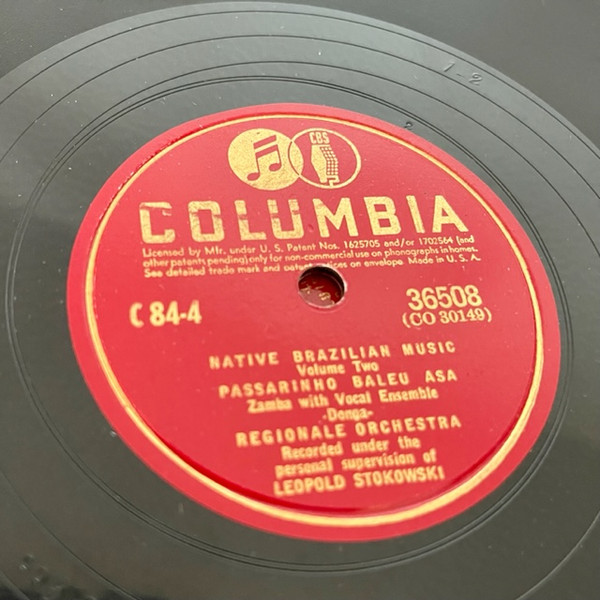 1-2
2
CBS
COLUMBIA
Licensed by Mfr. under U. S. Patent Nos. 1625705 and/or 1702564 (and
other patents pending) only for non-commercial use on phonographs in homes.
See detailed trade mark and patent notices on envelope. Made in U. S. A.
C 84-4
36508
(CO 30149)
NATIVE BRAZILIAN MUSIC
Volume Two
PASSARINHO BALEU ASA
Zamba with Vocal Ensemble
-Donga-
REGIONALE ORCHESTRA
Recorded under the
personal supervision of
LEOPOLD STOKOWSKI